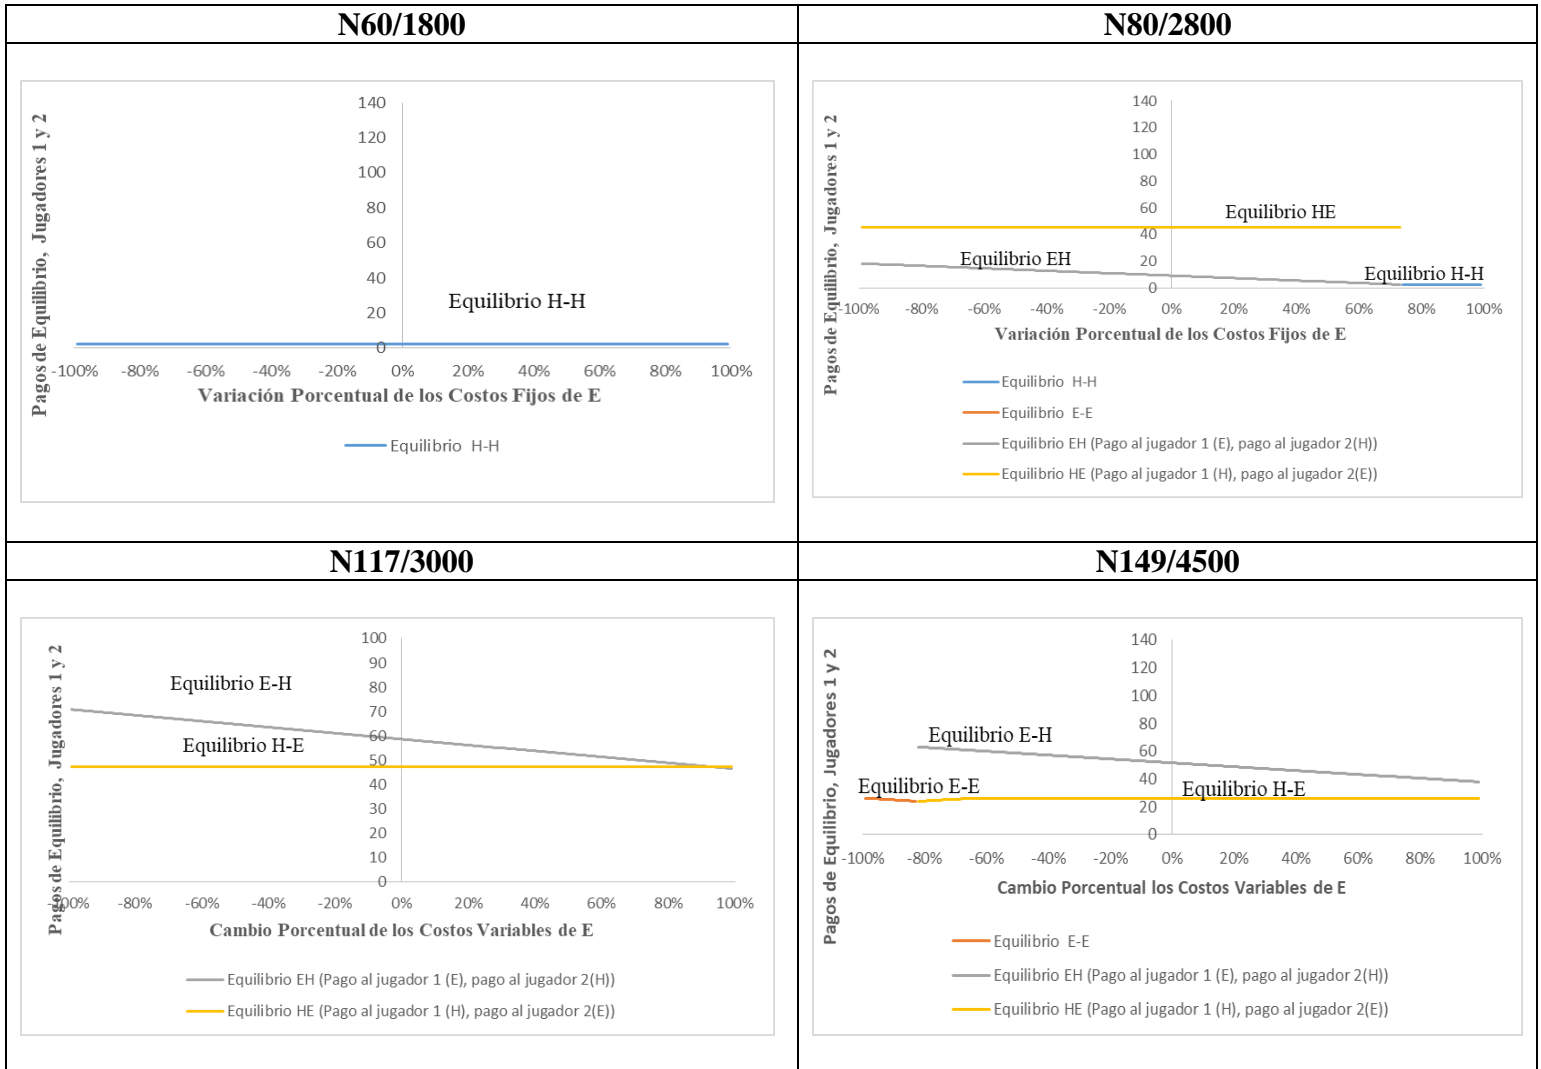 N60/1800
N80/2800
Pagos de Equilibrio, Jugadores 1 y 2
140
120
100
80
60
40
20
0
Equilibrio H-H
-100% -80% -60% -40% -20% 0% 20% 40% 60% 80% 100%
Variación Porcentual de los Costos Fijos de E
Equilibrio H-H
Pagos de Equilibrio, Jugadores 1 y 2
140
120
100
80
60
40
20
0
Equilibrio HE
Equilibrio EH
Equilibrio H-H
-100% -80% -60% -40% -20% 0% 20% 40% 60% 80% 100%
Variación Porcentual de los Costos Fijos de E
Equilibrio H-H
Equilibrio E-E
Equilibrio EH (Pago al jugador 1 (E), pago al jugador 2(H))
Equilibrio HE (Pago al jugador 1 (H), pago al jugador 2(E))
N117/3000
N149/4500
Pagos de Equilibrio, Jugadores 1 y 2
100
90
80
70
60
50
40
30
20
10
0
Equilibrio E-H
Equilibrio H-E
-100% -80% -60% -40% -20% 0% 20% 40% 60% 80% 100%
Cambio Porcentual de los Costos Variables de E
Equilibrio EH (Pago al jugador 1 (E), pago al jugador 2(H))
Equilibrio HE (Pago al jugador 1 (H), pago al jugador 2(E))
Pagos de Equilibrio, Jugadores 1 y 2
140
120
100
80
60
40
20
0
Equilibrio E-H
Equilibrio E-E
Equilibrio H-E
-100% -80% -60% -40% -20% 0% 20% 40% 60% 80% 100%
Cambio Porcentual los Costos Variables de E
Equilibrio E-E
Equilibrio EH (Pago al jugador 1 (E), pago al jugador 2(H))
Equilibrio HE (Pago al jugador 1 (H), pago al jugador 2(E))